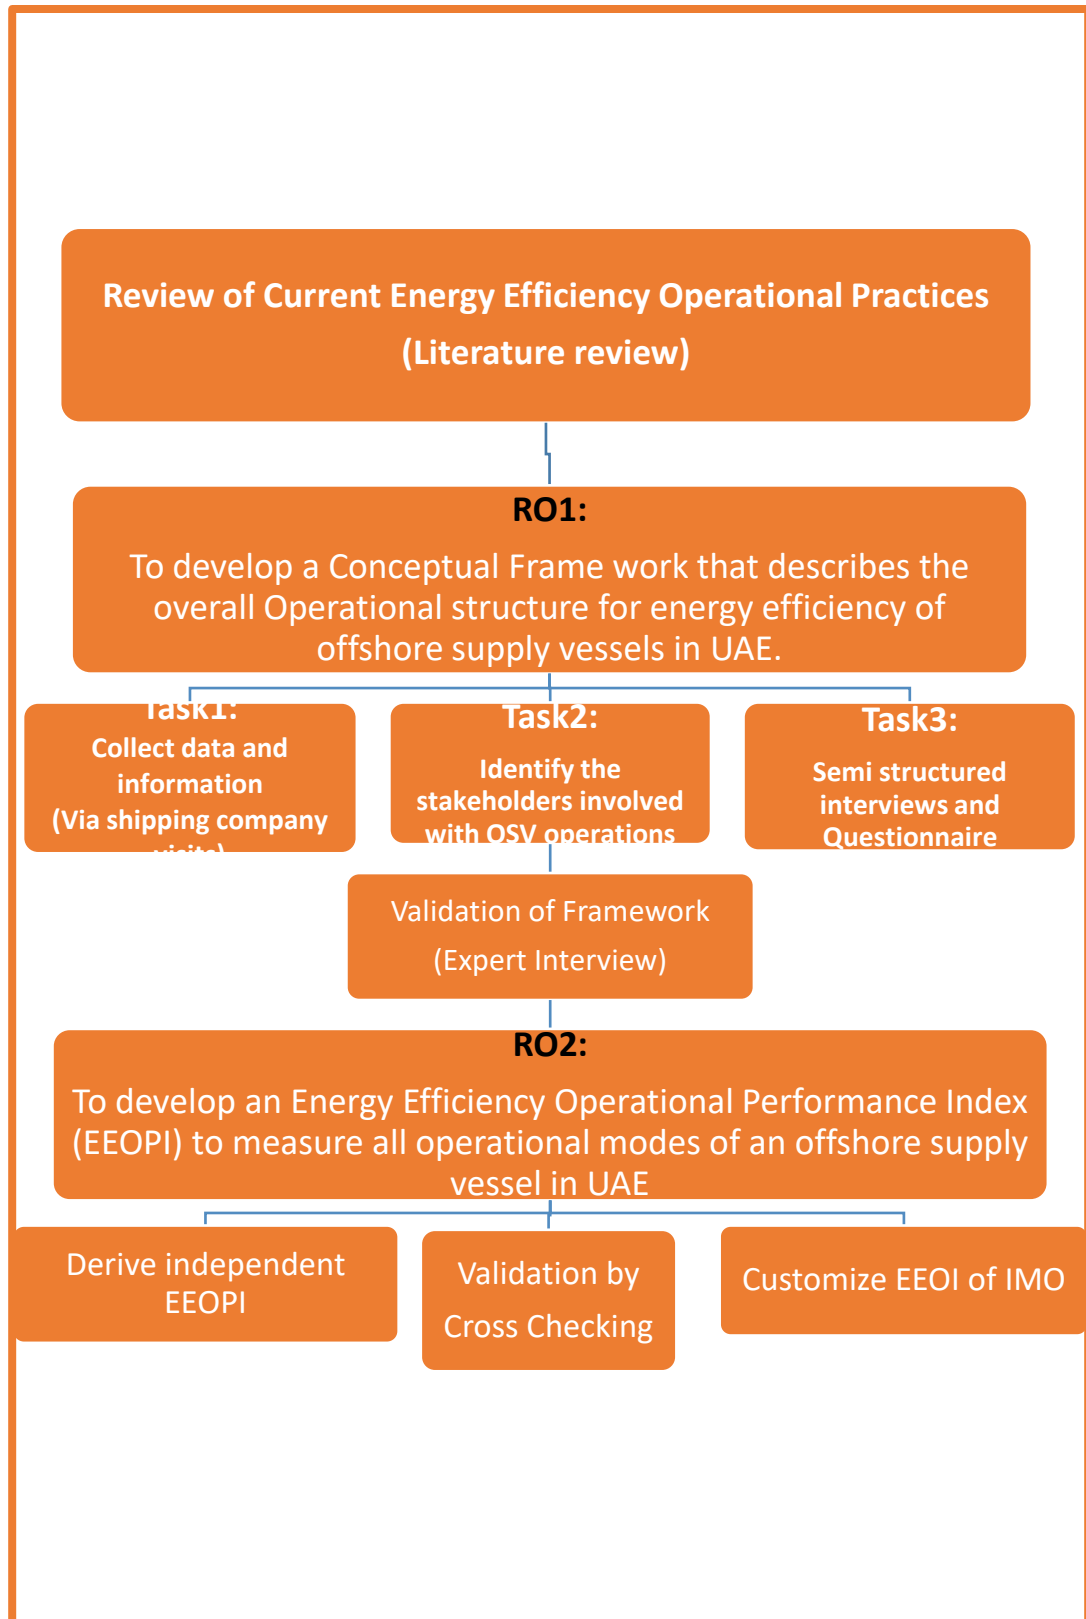 Review of Current Energy Efficiency Operational Practices
(Literature review)
RO1:
To develop a Conceptual Frame work that describes the
overall Operational structure for energy efficiency of
offshore supply vessels in UAE.
Task1:
Collect data and
information
(Via shipping company
visits)
Task2:
Identify the
stakeholders involved
with OSV operations
Task3:
Semi structured
interviews and
Questionnaire
Validation of Framework
(Expert Interview)
RO2:
To develop an Energy Efficiency Operational Performance Index
(EEOPI) to measure all operational modes of an offshore supply
vessel in UAE
Derive independent
EEOPI
Validation by
Cross Checking
Customize EEOI of IMO